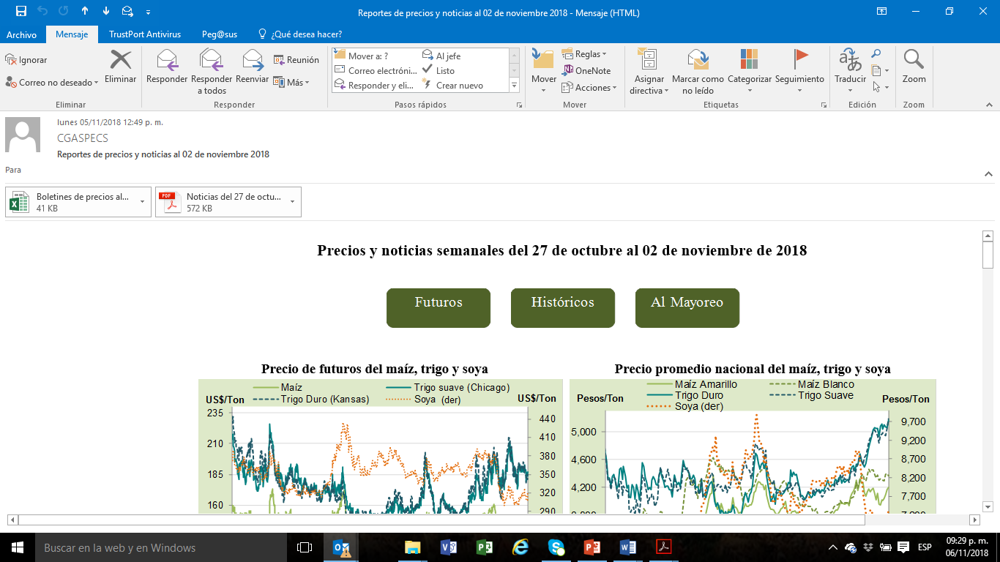 Reportes de precios y noticias al 02 de noviembre 2018 - Mensaje (HTML)
Archivo Mensaje TrustPort Antivirus Peg@sus ¿Qué desea hacer?
Ignorar
Correo no deseado
Eliminar
Responder
Responder a todos
Reenviar
Reunión
Más
Mover a: ?
Correo electróni...
Responder y eli...
Al jefe
Listo
Crear nuevo
Mover
Reglas
OneNote
Acciones
Asignar directiva
Marcar como no leído
Categorizar
Seguimiento
Traducir
Zoom
Eliminar Responder Pasos rápidos Mover Etiquetas Edición Zoom
lunes 05/11/2018 12:49 p. m.
CGASPECS
Reportes de precios y noticias al 02 de noviembre 2018
Para
Boletines de precios al...
41 KB
PDF
Noticias del 27 de octu...
572 KB
Precios y noticias semanales del 27 de octubre al 02 de noviembre de 2018
Futuros Históricos Al Mayoreo
Precio de futuros del maíz, trigo y soya
Maíz Trigo suave (Chicago)
US$/Ton Trigo Duro (Kansas) Soya (der) US$/Ton
235
210
185
160
440
410
380
350
320
290
Precio promedio nacional del maíz, trigo y soya
Maíz Amarillo Maíz Blanco
Pesos/Ton Trigo Duro Trigo Suave Pesos/Ton
Soya (der)
5,000
4,600
4,200
9,700
9,200
8,700
8,200
7,700
Buscar en la web y en Windows
ESP
09:29 p. m.
06/11/2018